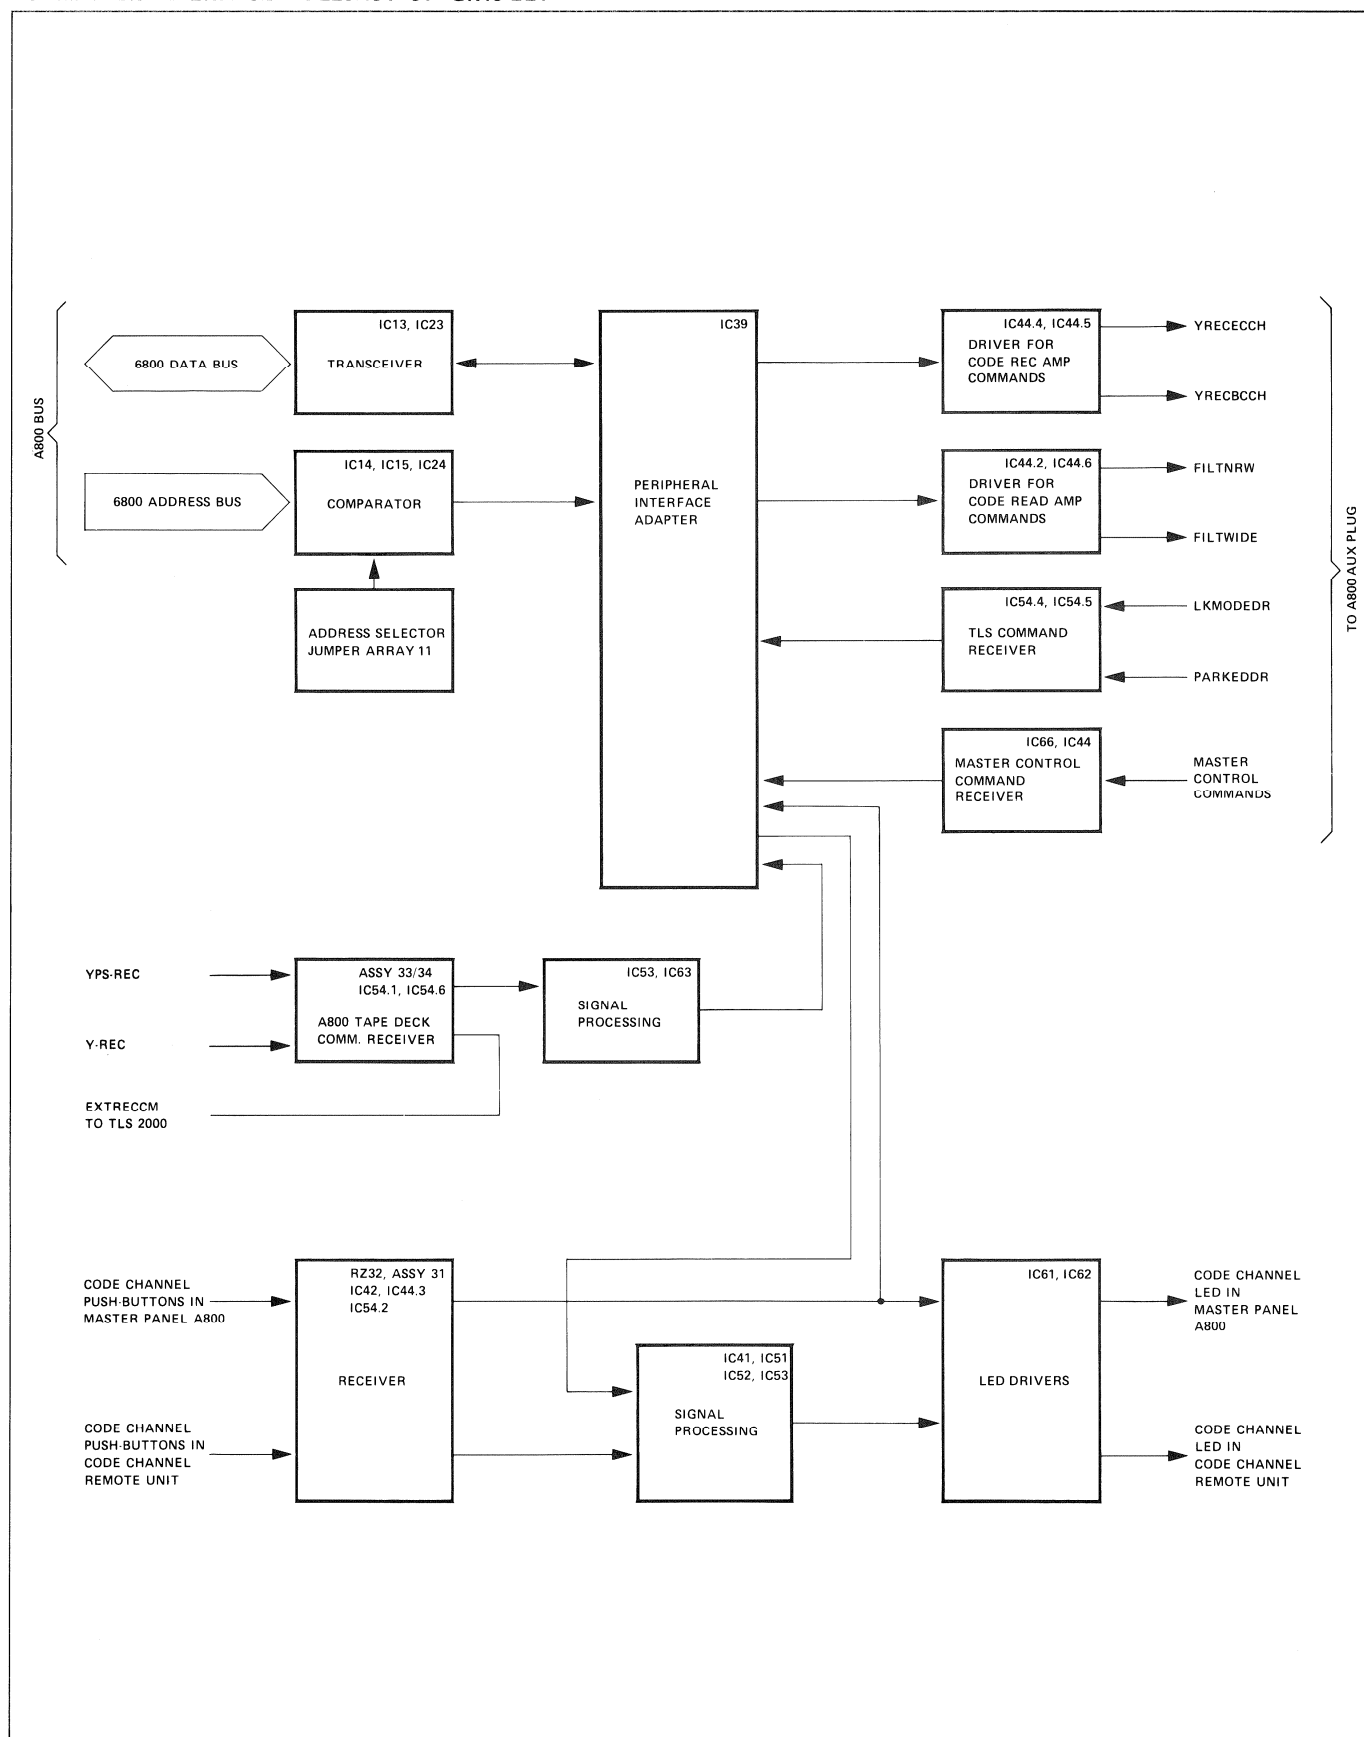 IC13, IC23
TRANSCEIVER
6800 DATA BUS
A800 BUS
IC14, IC15, IC24
COMPARATOR
6800 ADDRESS BUS
ADDRESS SELECTOR
JUMPER ARRAY 11
IC39
PERIPHERAL
INTERFACE
ADAPTER
IC44.4, IC44.5
DRIVER FOR
CODE REC AMP
COMMANDS
YRECECCH
YRECBCCH
IC44.2, IC44.6
DRIVER FOR
CODE READ AMP
COMMANDS
FILTNRW
FILTWIDE
IC54.4, IC54.5
TLS COMMAND
RECEIVER
LKMODEDR
PARKEDDR
IC66, IC44
MASTER CONTROL
COMMAND
RECEIVER
MASTER
CONTROL
COMMANDS
TO A800 AUX PLUG
YPS-REC
Y-REC
EXTRECCM
TO TLS 2000
ASSY 33/34
IC54.1, IC54.6
A800 TAPE DECK
COMM. RECEIVER
IC53, IC63
SIGNAL
PROCESSING
CODE CHANNEL
PUSH-BUTTONS IN
MASTER PANEL A800
CODE CHANNEL
PUSH-BUTTONS IN
CODE CHANNEL
REMOTE UNIT
RZ32, ASSY 31
IC42, IC44.3
IC54.2
RECEIVER
IC41, IC51
IC52, IC53
SIGNAL
PROCESSING
IC61, IC62
LED DRIVERS
CODE CHANNEL
LED IN
MASTER PANEL
A800
CODE CHANNEL
LED IN
CODE CHANNEL
REMOTE UNIT